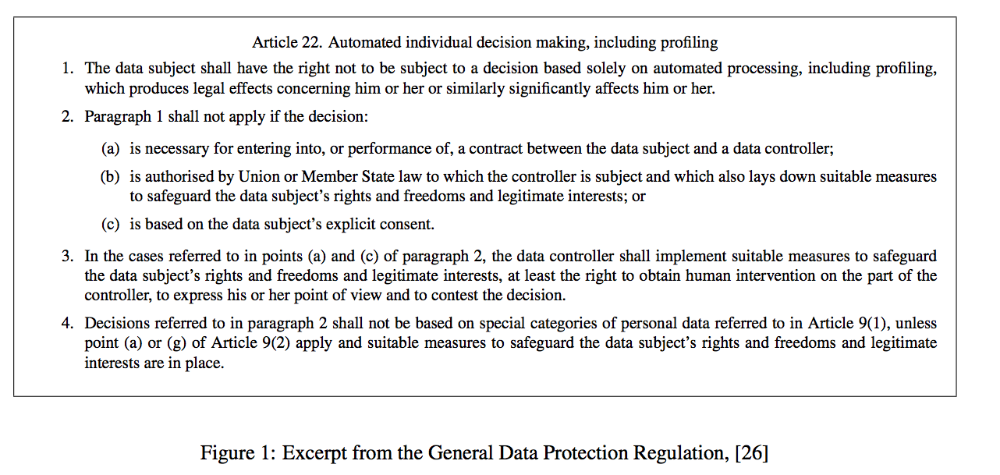 Article 22. Automated individual decision making, including profiling
1. The data subject shall have the right not to be subject to a decision based solely on automated processing, including profiling,
which produces legal effects concerning him or her or similarly significantly affects him or her.
2. Paragraph 1 shall not apply if the decision:
(a) is necessary for entering into, or performance of, a contract between the data subject and a data controller;
(b) is authorised by Union or Member State law to which the controller is subject and which also lays down suitable measures
to safeguard the data subject's rights and freedoms and legitimate interests; or
(c) is based on the data subject's explicit consent.
3. In the cases referred to in points (a) and (c) of paragraph 2, the data controller shall implement suitable measures to safeguard
the data subject's rights and freedoms and legitimate interests, at least the right to obtain human intervention on the part of the
controller, to express his or her point of view and to contest the decision.
4. Decisions referred to in paragraph 2 shall not be based on special categories of personal data referred to in Article 9(1), unless
point (a) or (g) of Article 9(2) apply and suitable measures to safeguard the data subject's rights and freedoms and legitimate
interests are in place.
Figure 1: Excerpt from the General Data Protection Regulation, [26]